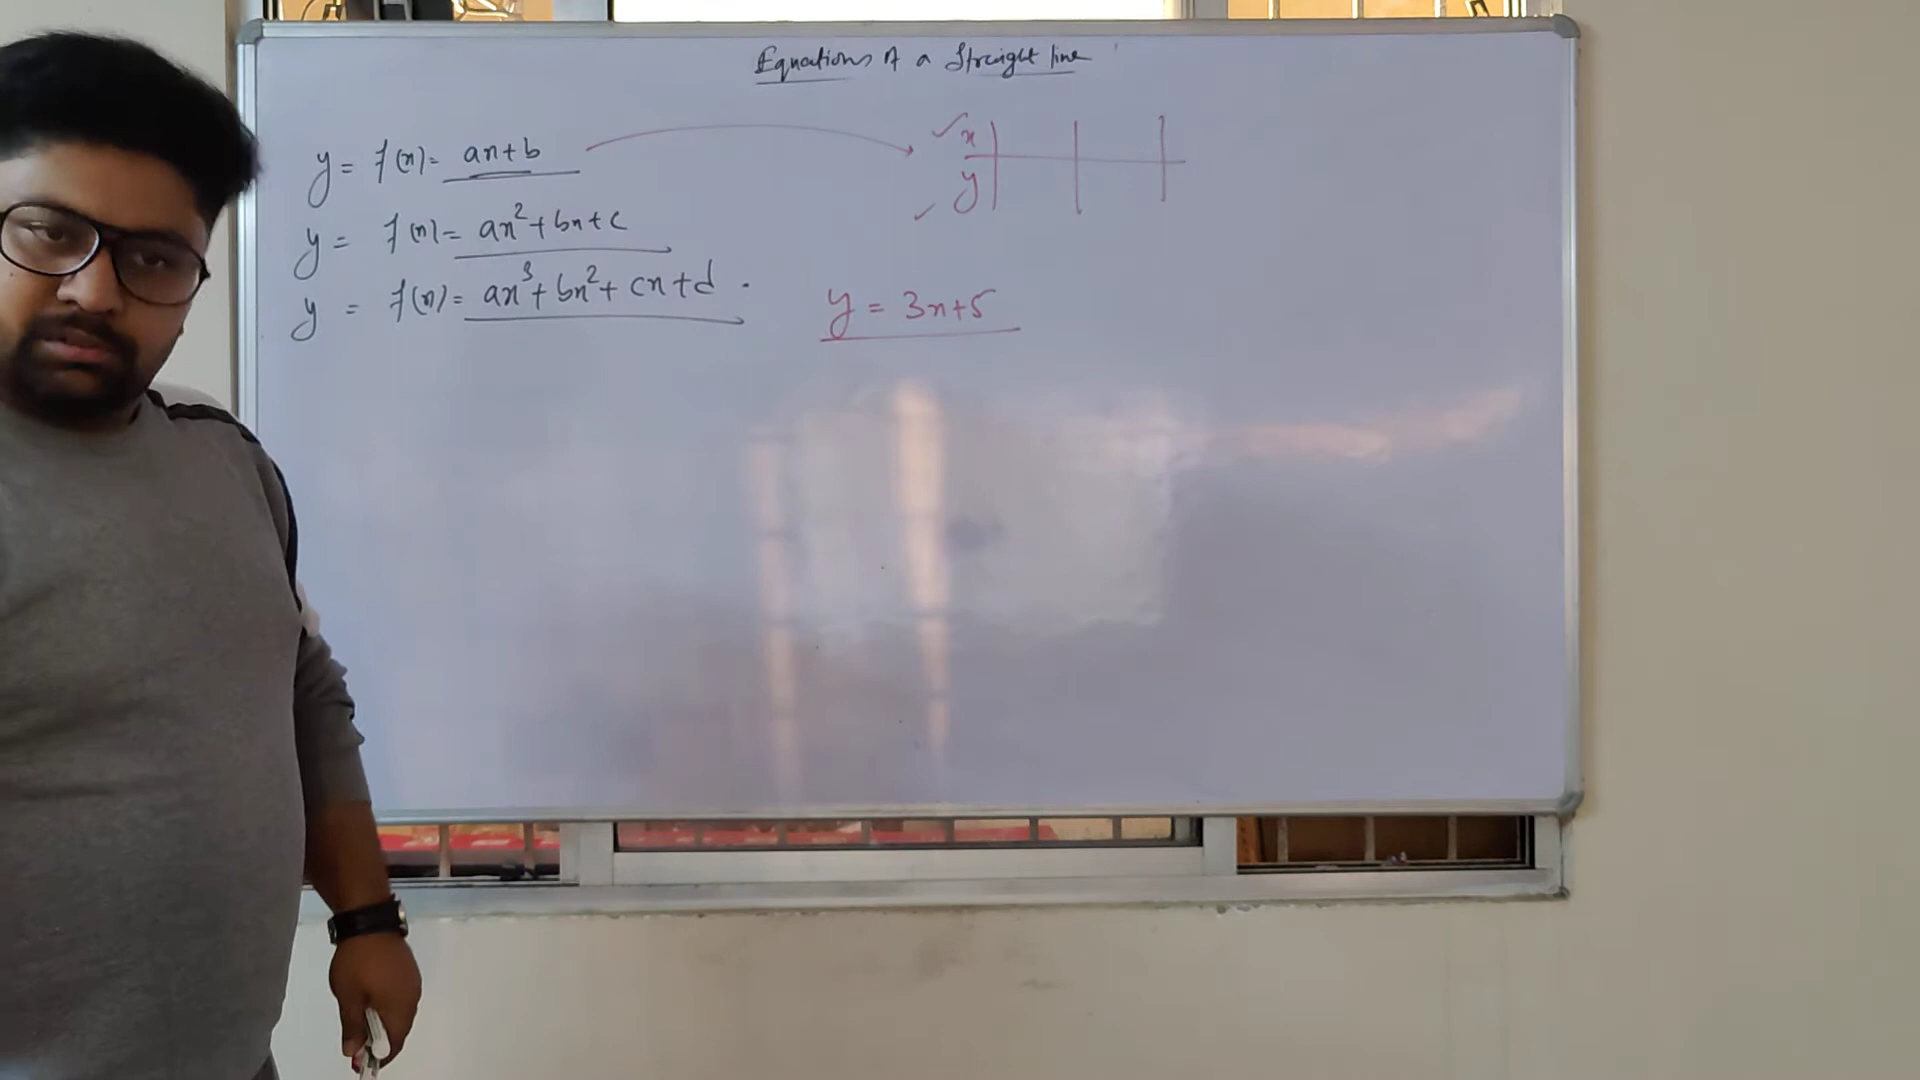 Equations of a Straight line
y = f(x) = ax+b
x
y
y = f(x) = ax²+bx+c
y = f(x) = ax³+bx²+cx+d.
y = 3x+5